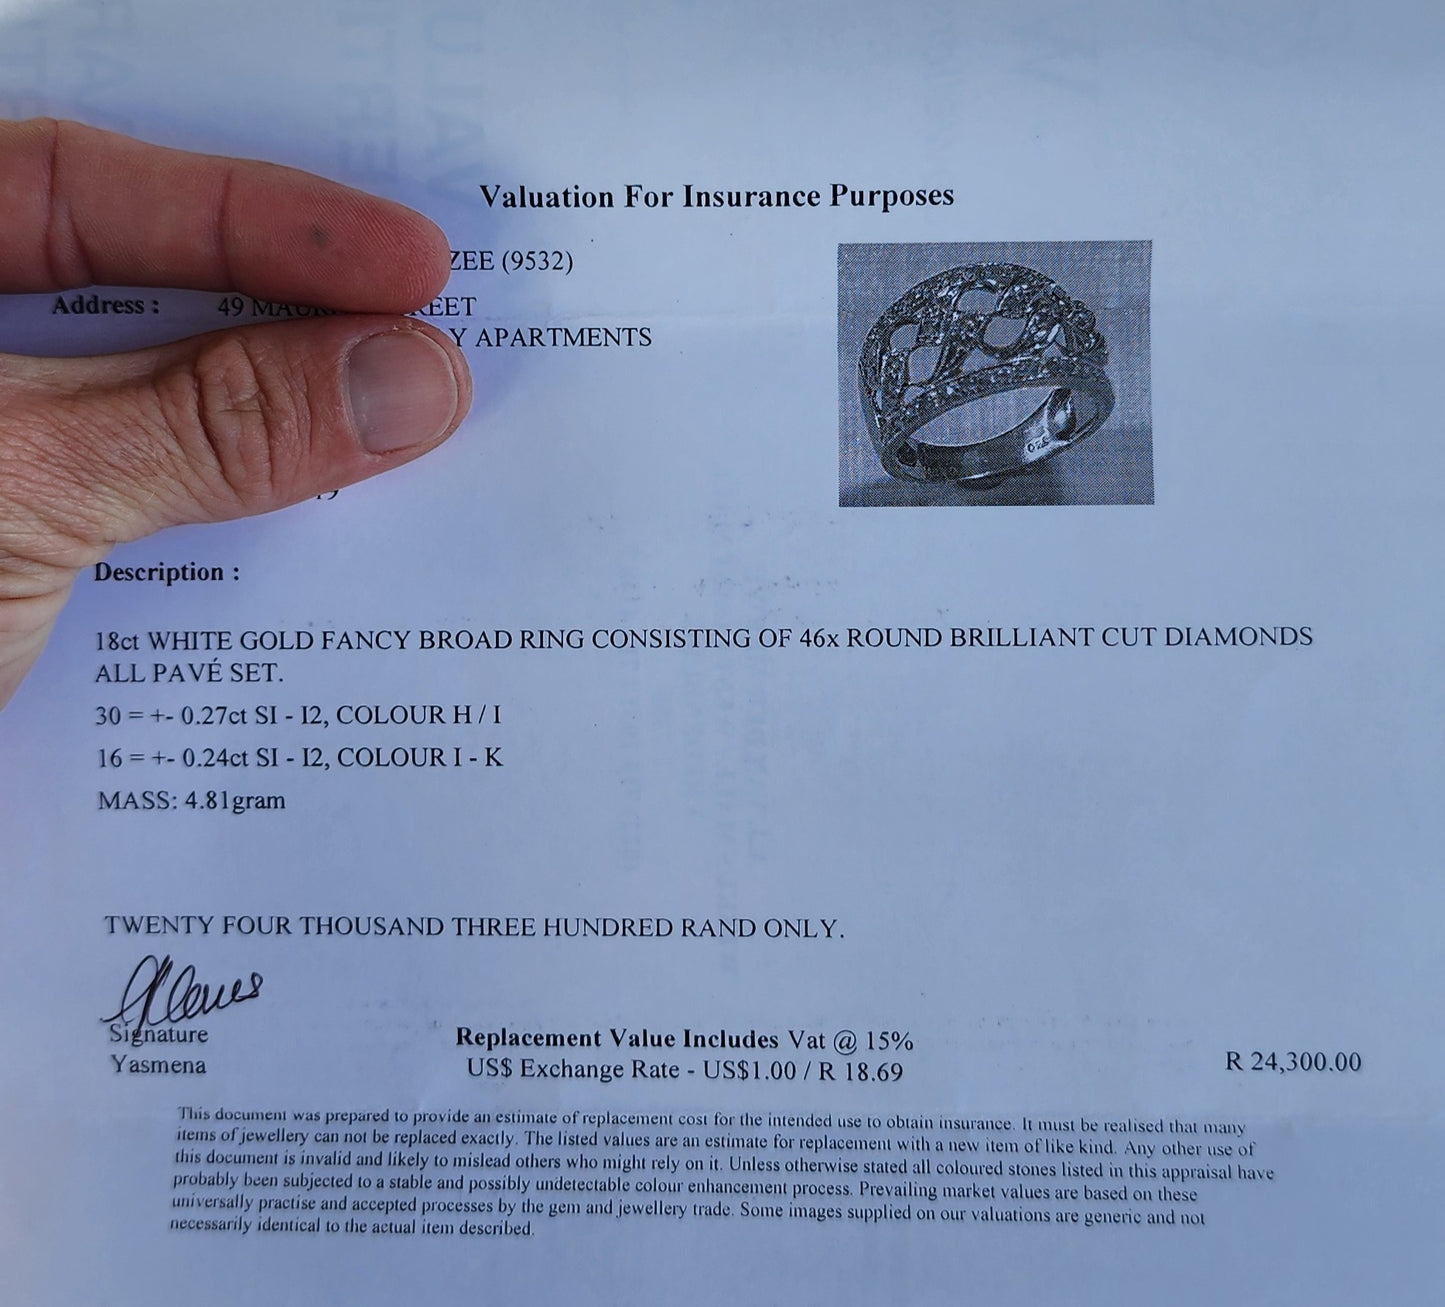 Valuation For Insurance Purposes
ZEE (9532)
Address : 49 REET
Y APARTMENTS
Description :
18ct WHITE GOLD FANCY BROAD RING CONSISTING OF 46x ROUND BRILLIANT CUT DIAMONDS
ALL PAVÉ SET.
30 = +- 0.27ct SI - I2, COLOUR H / I
16 = +- 0.24ct SI - I2, COLOUR I - K
MASS: 4.81gram
TWENTY FOUR THOUSAND THREE HUNDRED RAND ONLY.
Signature
Yasmena
Replacement Value Includes Vat @ 15%
US$ Exchange Rate - US$1.00 / R 18.69
R 24,300.00
This document was prepared to provide an estimate of replacement cost for the intended use to obtain insurance. It must be realised that many
items of jewellery can not be replaced exactly. The listed values are an estimate for replacement with a new item of like kind. Any other use of
this document is invalid and likely to mislead others who might rely on it. Unless otherwise stated all coloured stones listed in this appraisal have
probably been subjected to a stable and possibly undetectable colour enhancement process. Prevailing market values are based on these
universally practise and accepted processes by the gem and jewellery trade. Some images supplied on our valuations are generic and not
necessarily identical to the actual item described.